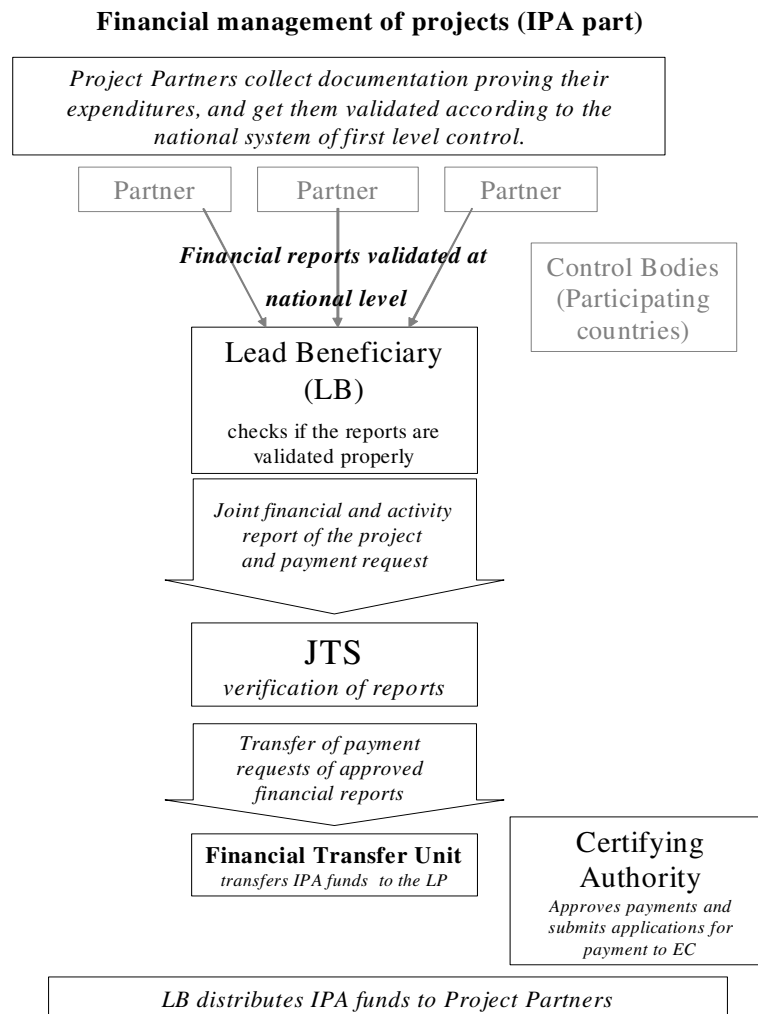 Financial management of projects (IPA part)
Project Partners collect documentation proving their
expenditures, and get them validated according to the
national system of first level control.
Partner
Partner
Partner
Financial reports validated at
national level
Control Bodies
(Participating
countries)
Lead Beneficiary
(LB)
checks if the reports are
validated properly
Joint financial and activity
report of the project
and payment request
JTS
verification of reports
Transfer of payment
requests of approved
financial reports
Financial Transfer Unit
transfers IPA funds to the LP
Certifying
Authority
Approves payments and
submits applications for
payment to EC
LB distributes IPA funds to Project Partners